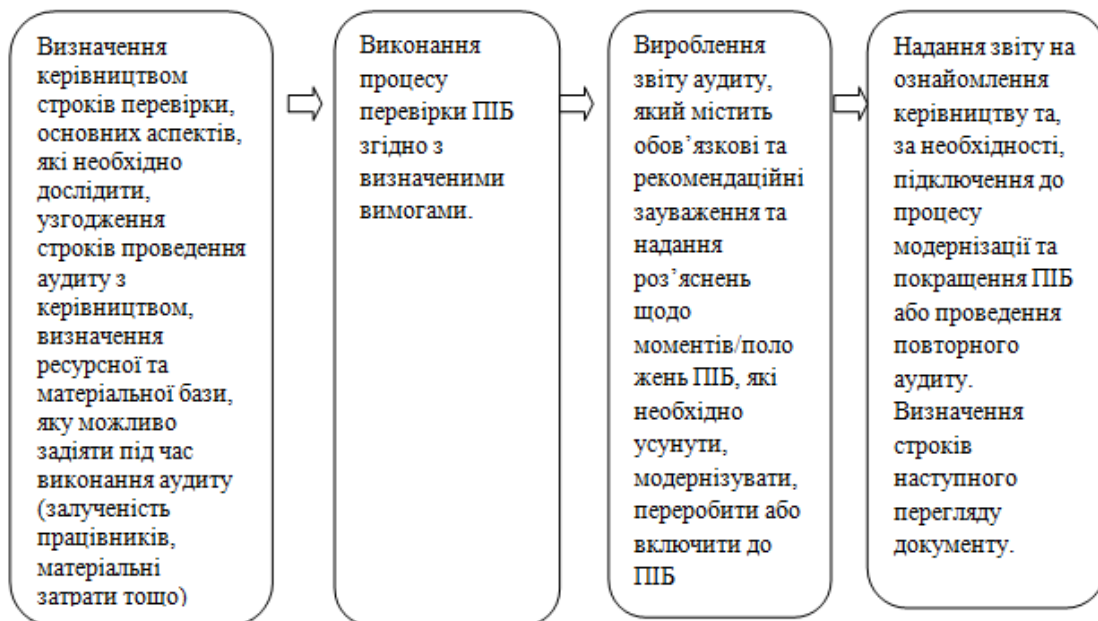 Визначення
керівництвом
строків перевірки,
основних аспектів,
які необхідно
дослідити,
узгодження
строків проведення
аудиту з
керівництвом,
визначення
ресурсної та
матеріальної бази,
яку можливо
задіяти під час
виконання аудиту
(залученість
працівників,
матеріальні
затрати тощо)
Виконання
процесу
перевірки ПІБ
згідно з
визначеними
вимогами.
Вироблення
звіту аудиту,
який містить
обов’язкові та
рекомендаційні
зауваження та
надання
роз’яснень
щодо
моментів/поло
жень ПІБ, які
необхідно
усунути,
модернізувати,
переробити або
включити до
ПІБ
Надання звіту на
ознайомлення
керівництву та,
за необхідності,
підключення до
процесу
модернізації та
покращення ПІБ
або проведення
повторного
аудиту.
Визначення
строків
наступного
перегляду
документу.